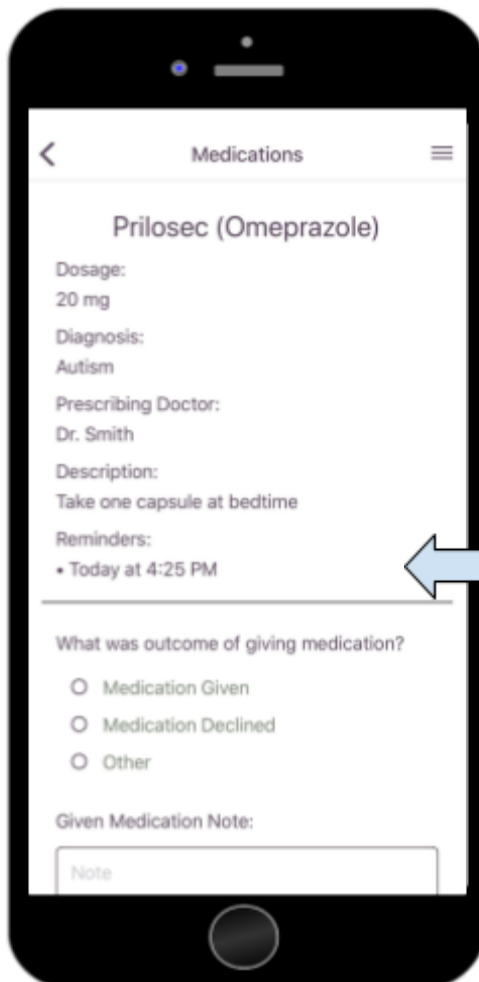 Medications
Prilosec (Omeprazole)
Dosage:
20 mg
Diagnosis:
Autism
Prescribing Doctor:
Dr. Smith
Description:
Take one capsule at bedtime
Reminders:
• Today at 4:25 PM
What was outcome of giving medication?
Medication Given
Medication Declined
Other
Given Medication Note:
Note